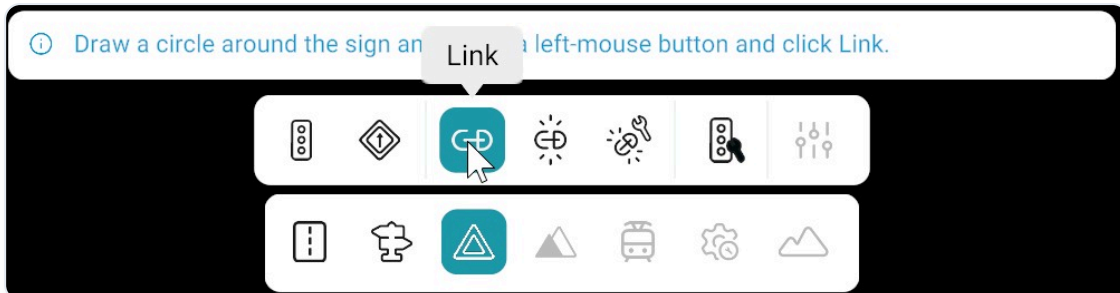 Draw a circle around the sign an a left-mouse button and click Link.
Link